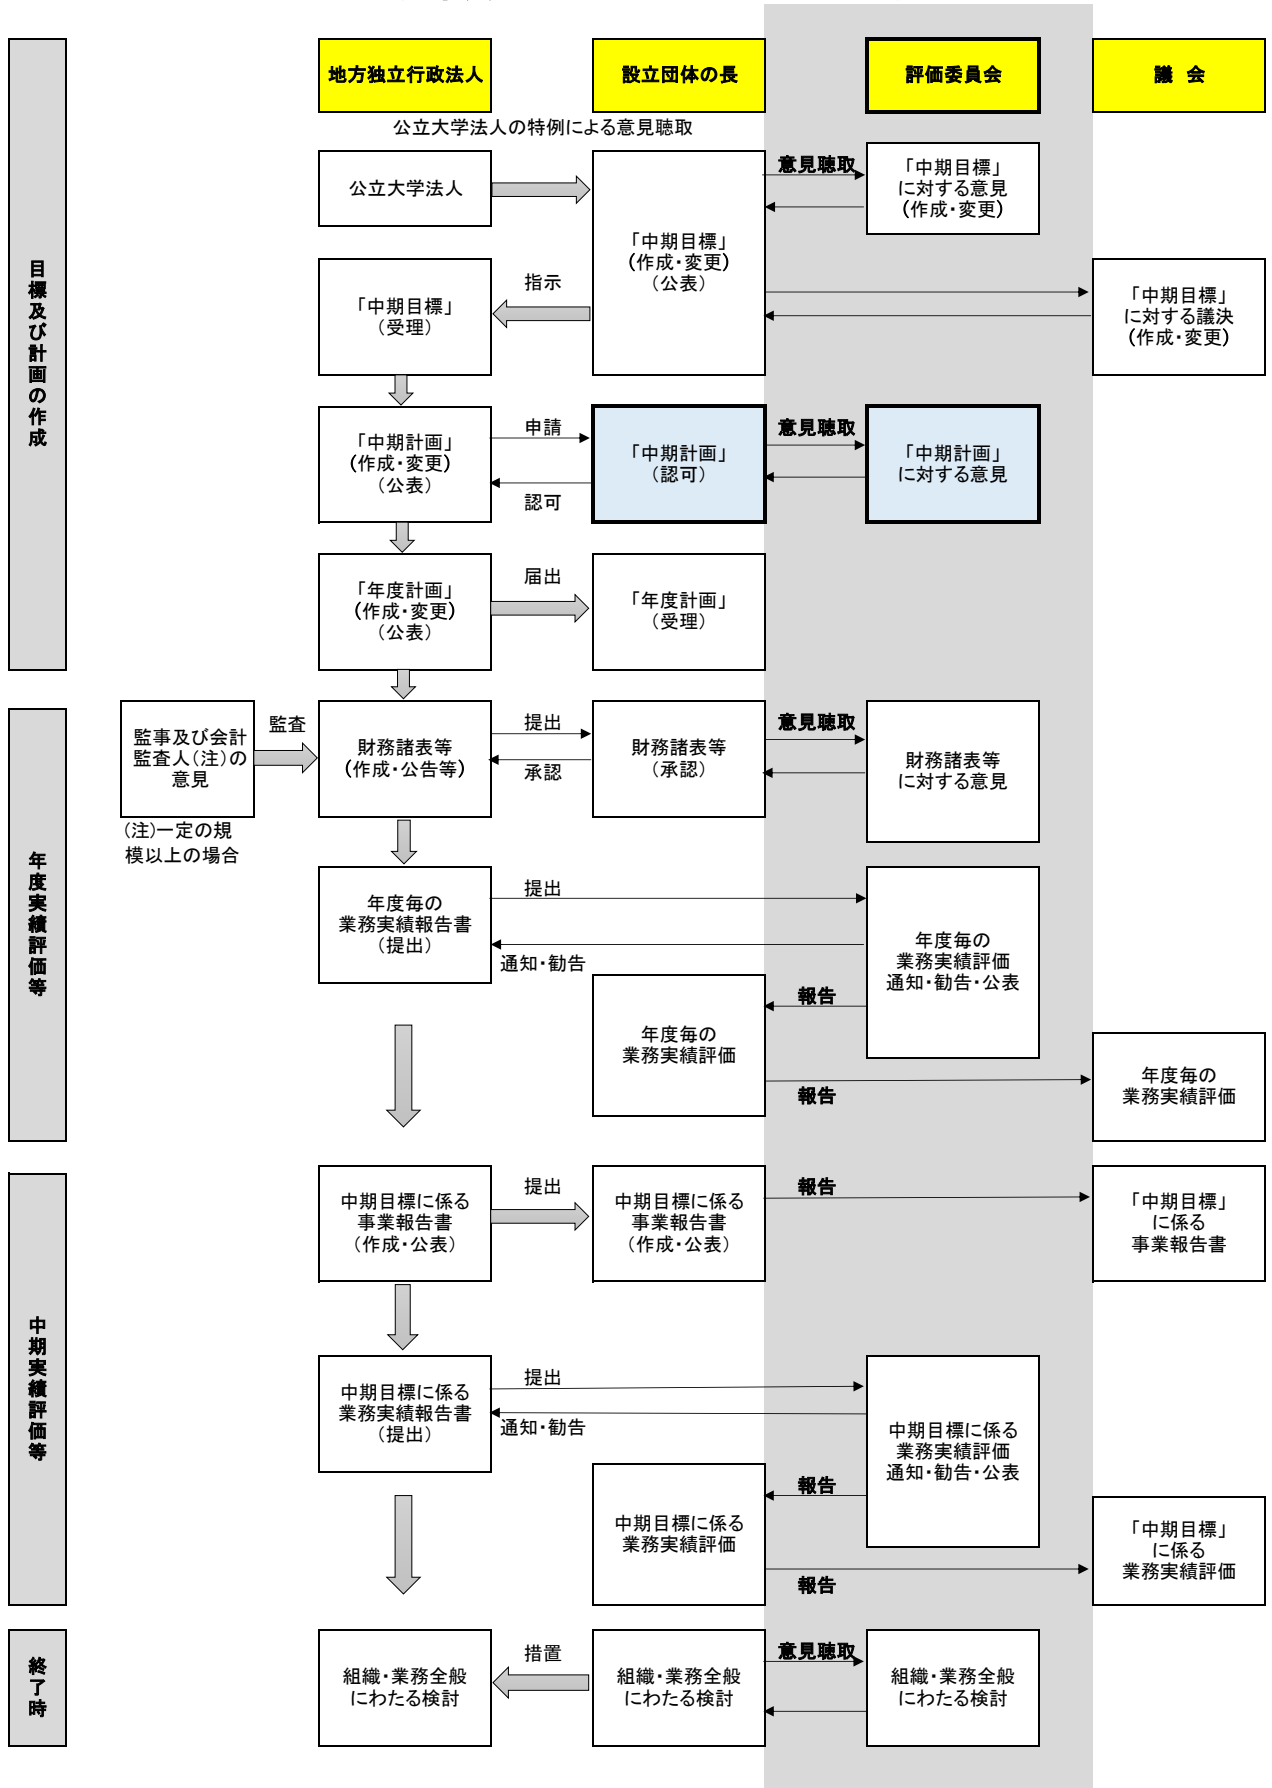 地方独立行政法人
設立団体の長
評価委員会
議 会
公立大学法人の特例による意見聴取
目標及び計画の作成
公立大学法人
「中期目標」
(作成・変更)
(公表)
意見聴取
「中期目標」
に対する意見
(作成・変更)
「中期目標」
(受理)
指示
「中期目標」
に対する議決
(作成・変更)
「中期計画」
(作成・変更)
(公表)
申請
認可
「中期計画」
(認可)
意見聴取
「中期計画」
に対する意見
「年度計画」
(作成・変更)
(公表)
届出
「年度計画」
(受理)
年度実績評価等
監事及び会計
監査人(注)の
意見
(注)一定の規
模以上の場合
監査
財務諸表等
(作成・公告等)
提出
承認
財務諸表等
(承認)
意見聴取
財務諸表等
に対する意見
年度毎の
業務実績報告書
(提出)
提出
通知・勧告
年度毎の
業務実績評価
通知・勧告・公表
報告
年度毎の
業務実績評価
報告
年度毎の
業務実績評価
中期実績評価等
中期目標に係る
事業報告書
(作成・公表)
提出
中期目標に係る
事業報告書
(作成・公表)
報告
「中期目標」
に係る
事業報告書
中期目標に係る
業務実績報告書
(提出)
提出
通知・勧告
中期目標に係る
業務実績評価
通知・勧告・公表
報告
中期目標に係る
業務実績評価
報告
「中期目標」
に係る
業務実績評価
終了時
組織・業務全般
にわたる検討
措置
組織・業務全般
にわたる検討
意見聴取
組織・業務全般
にわたる検討